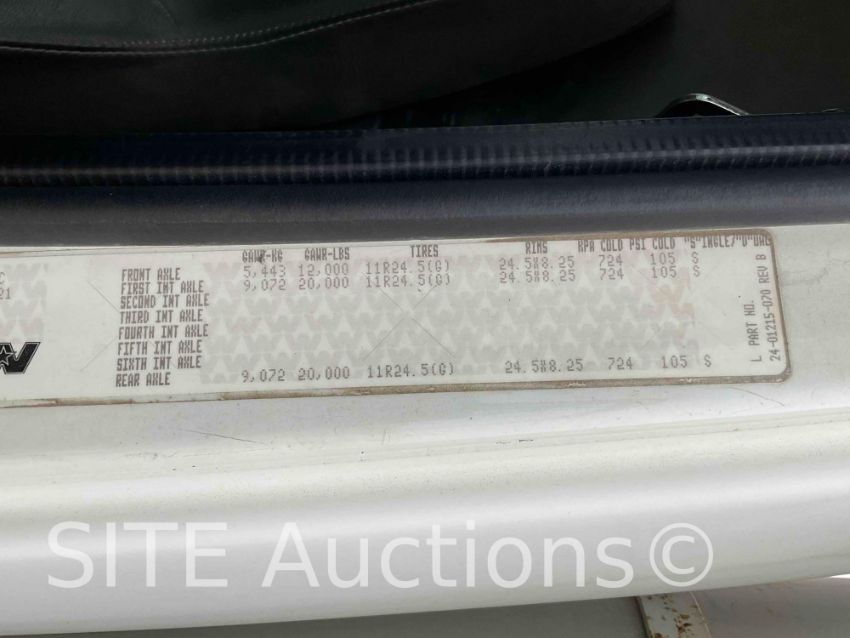 GAWR-KG GAWR-LBS TIRES RIMS KPA COLD PSI COLD "S"INGLE/"D"UAL
FRONT AXLE 5,443 12,000 11R24.5(G) 24.5X8.25 724 105 S
FIRST INT AXLE 9,072 20,000 11R24.5(G) 24.5X8.25 724 105 S
SECOND INT AXLE
THIRD INT AXLE
FOURTH INT AXLE
FIFTH INT AXLE
SIXTH INT AXLE
REAR AXLE 9,072 20,000 11R24.5(G) 24.5X8.25 724 105 S
C
21
L PART NO.
24-01215-070 REV B
SITE Auctions©